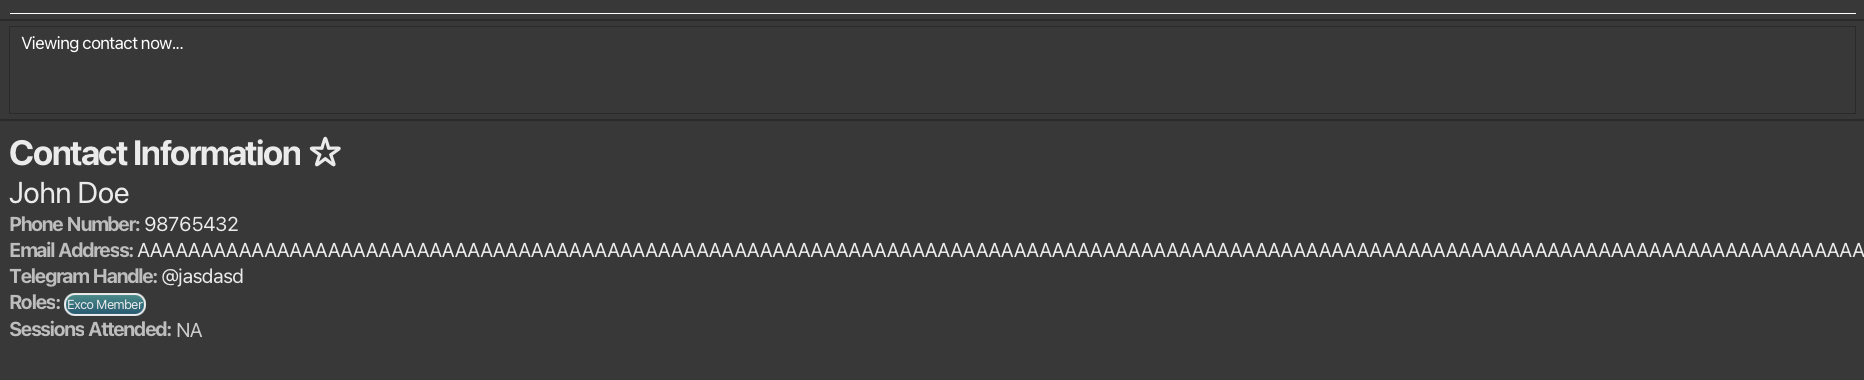 Viewing contact now...
Contact Information ☆
John Doe
Phone Number: 98765432
Email Address: AAAAAAAAAAAAAAAAAAAAAAAAAAAAAAAAAAAAAAAAAAAAAAAAAAAAAAAAAAAAAAAAAAAAAAAAAAAAAAAAAAAAAAAAAAAAAAAAAAAAAAAAAAAAAAAAAAAAAAAAAAAAAAAAAAAAAA
Telegram Handle: @jasdasd
Roles: Exco Member
Sessions Attended: NA